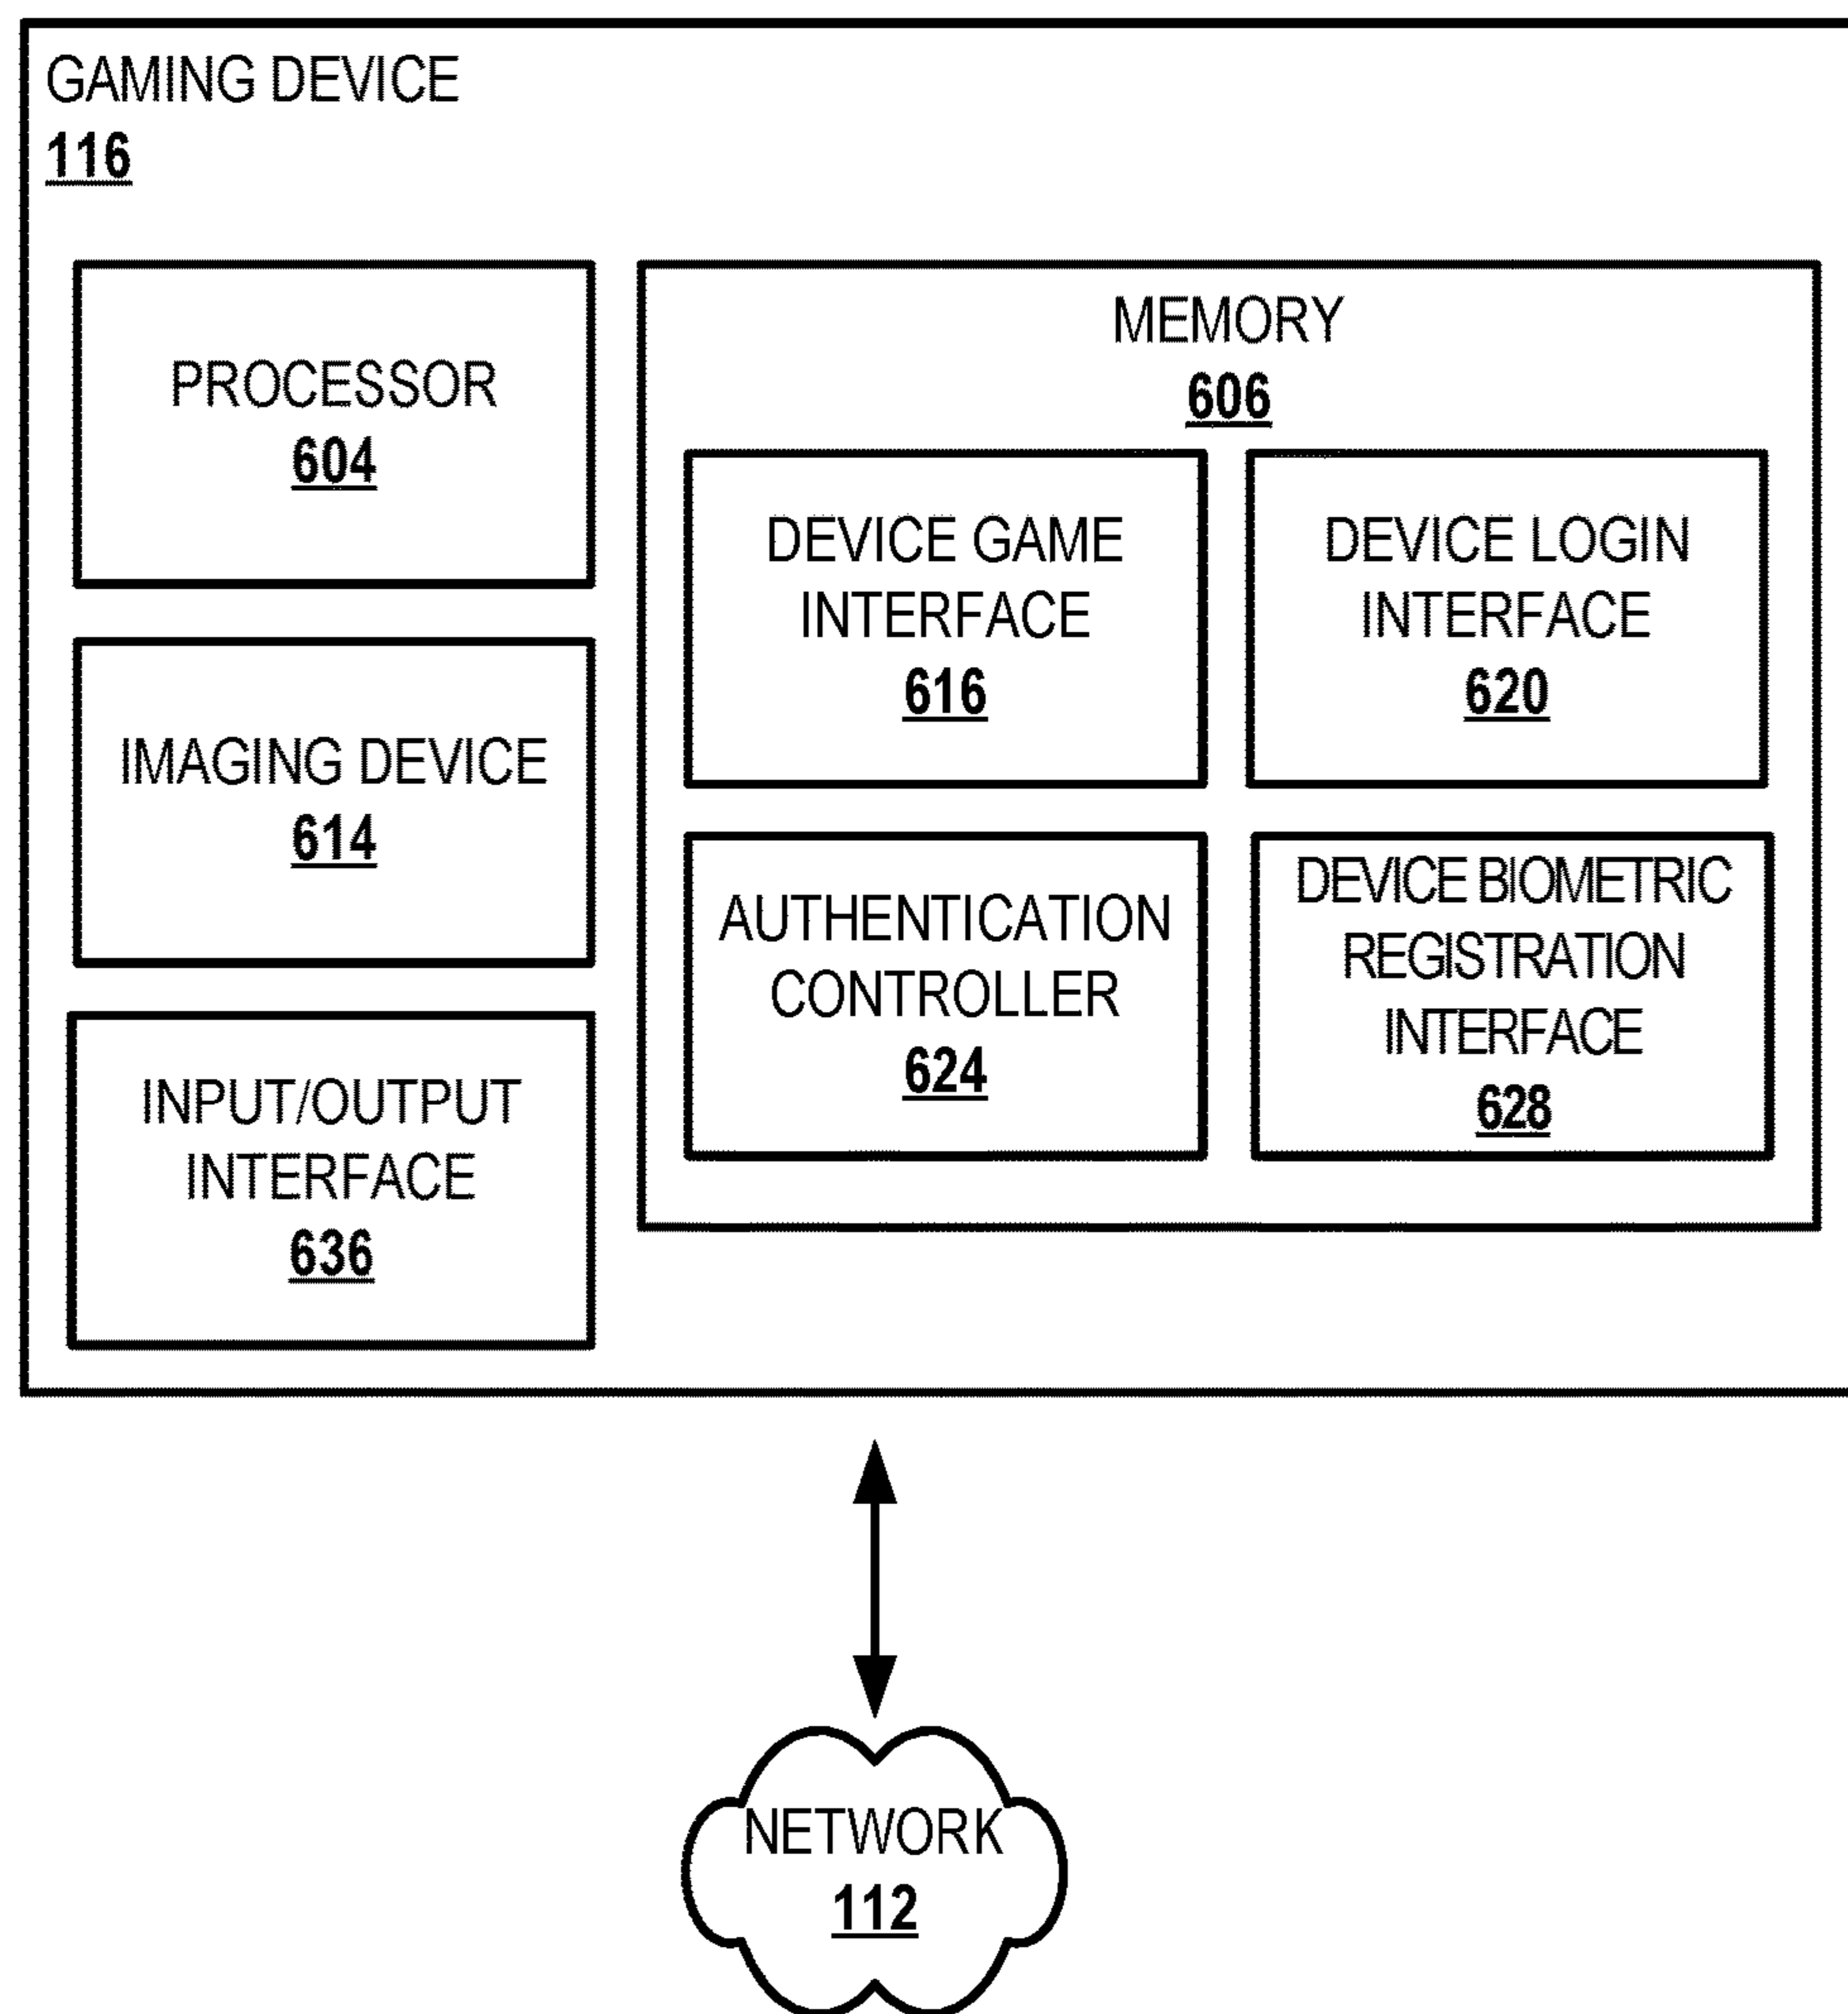 GAMING DEVICE
116
PROCESSOR
604
IMAGING DEVICE
614
INPUT/OUTPUT
INTERFACE
636
MEMORY
606
DEVICE GAME
INTERFACE
616
DEVICE LOGIN
INTERFACE
620
AUTHENTICATION
CONTROLLER
624
DEVICE BIOMETRIC
REGISTRATION
INTERFACE
628
NETWORK
112